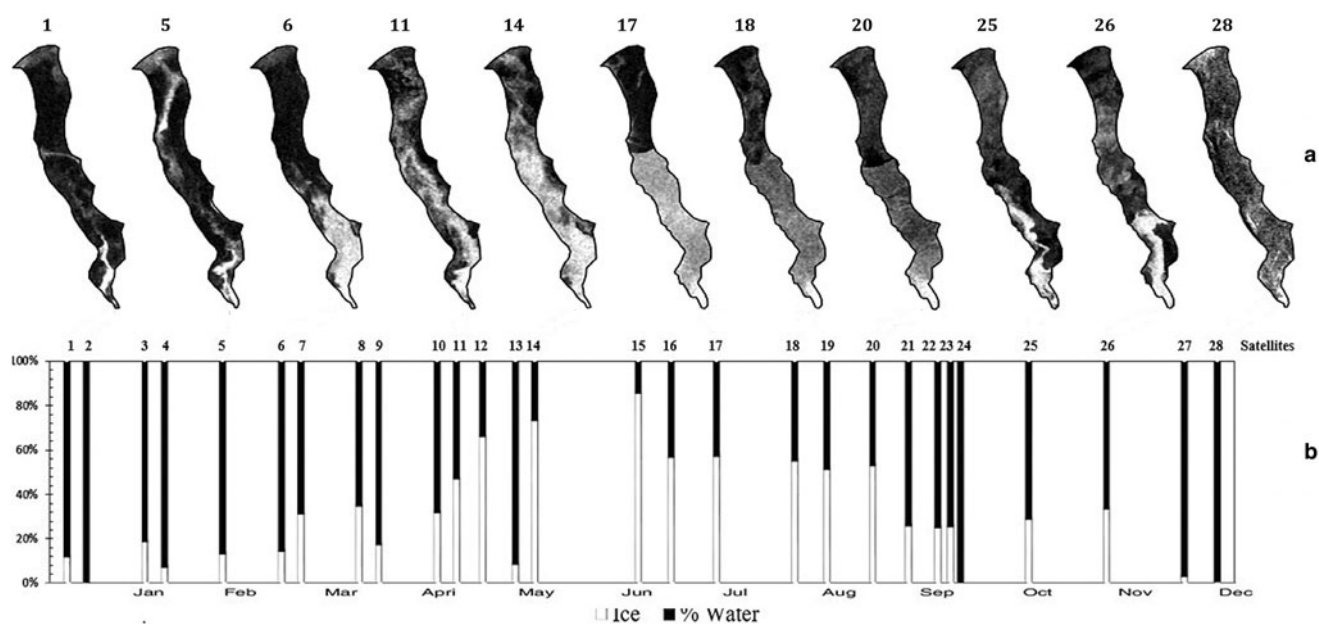 1 5 6 11 14 17 18 20 25 26 28
a
1 2 3 4 5 6 7 8 9 10 11 12 13 14 15 16 17 18 19 20 21 22 23 24 25 26 27 28 Satellites
100%
80%
60%
b
40%
20%
0%
Jan Feb Mar Apri May Jun Jul Aug Sep Oct Nov Dec
Ice % Water